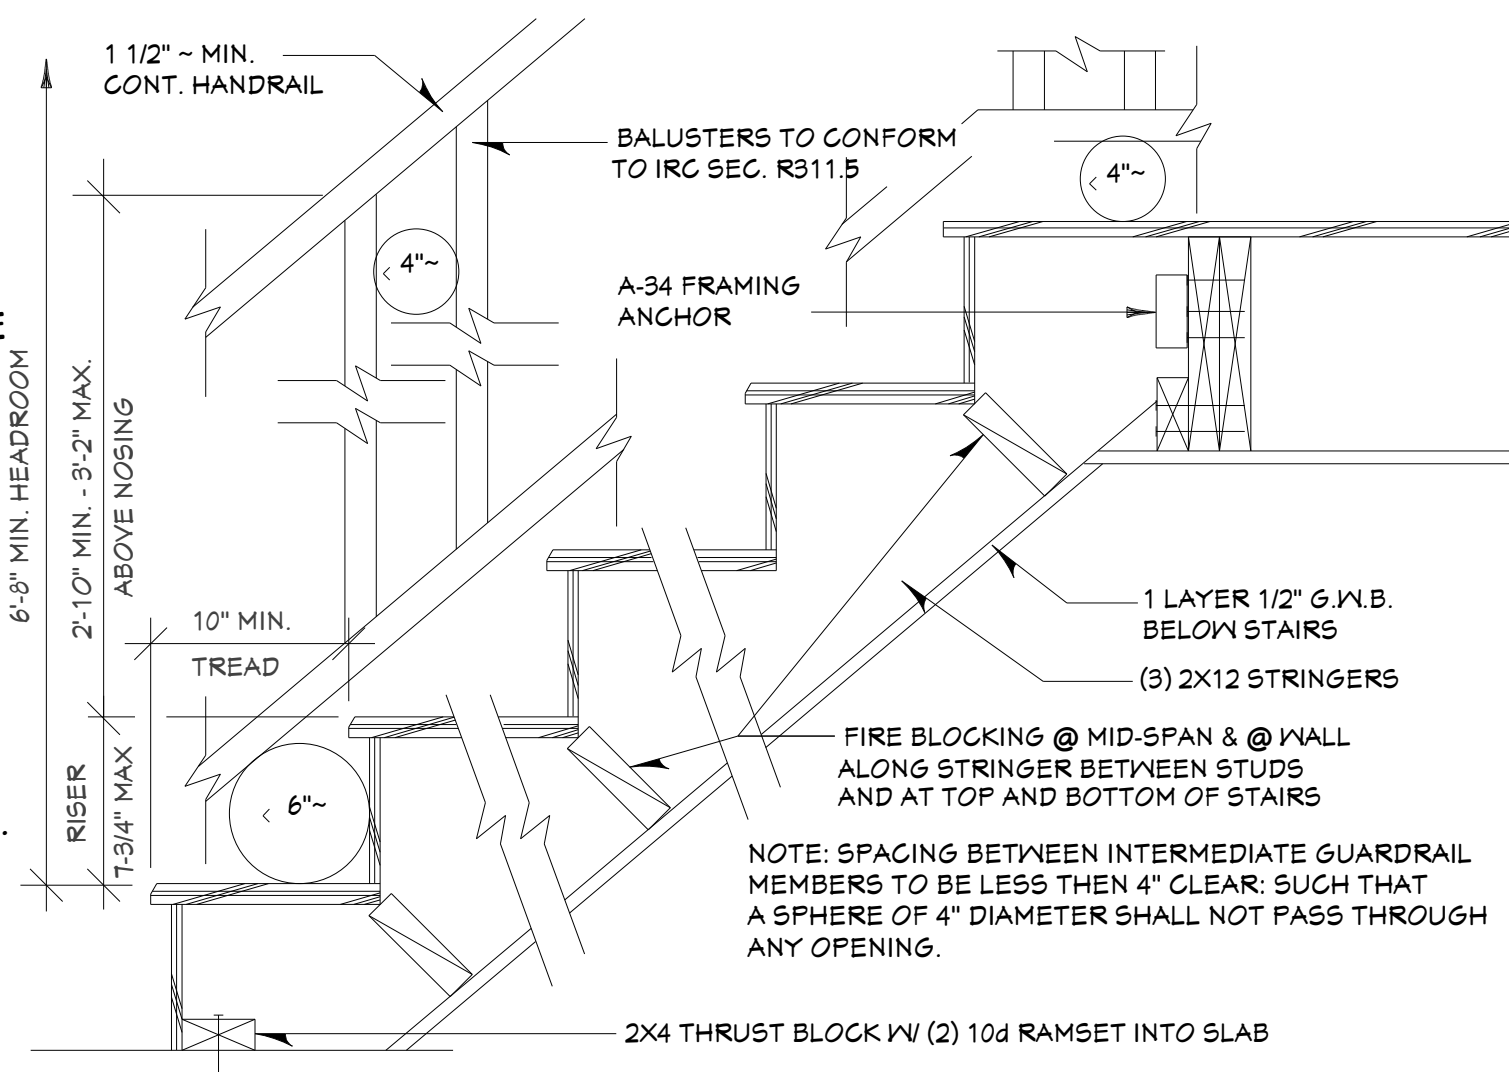 1 1/2" ~ MIN.
CONT. HANDRAIL
BALUSTERS TO CONFORM
TO IRC SEC. R311.5
4"~
4"~
A-34 FRAMING
ANCHOR
6'-8" MIN. HEADROOM
2'-10" MIN. - 3'-2" MAX.
ABOVE NOSING
10" MIN.
TREAD
1 LAYER 1/2" G.W.B.
BELOW STAIRS
(3) 2X12 STRINGERS
FIRE BLOCKING @ MID-SPAN & @ WALL
ALONG STRINGER BETWEEN STUDS
AND AT TOP AND BOTTOM OF STAIRS
RISER
7-3/4" MAX
6"~
NOTE: SPACING BETWEEN INTERMEDIATE GUARDRAIL
MEMBERS TO BE LESS THEN 4" CLEAR: SUCH THAT
A SPHERE OF 4" DIAMETER SHALL NOT PASS THROUGH
ANY OPENING.
2X4 THRUST BLOCK W/ (2) 10d RAMSET INTO SLAB